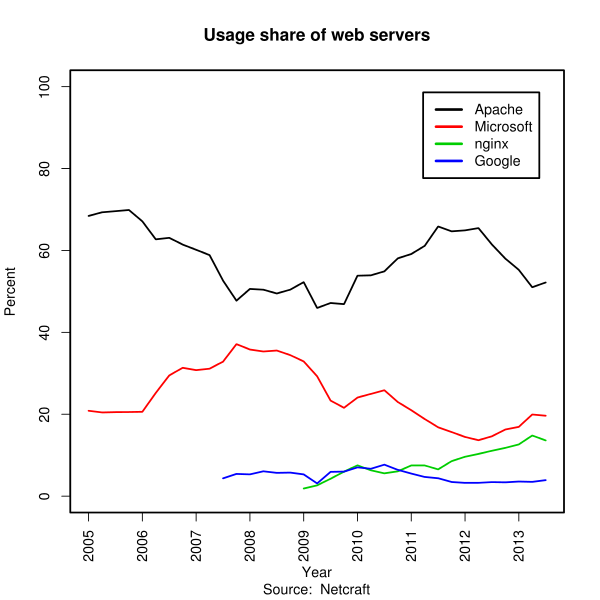 Usage share of web servers
Apache
Microsoft
nginx
Google
Percent
0
20
40
60
80
100
2005
2006
2007
2008
2009
2010
2011
2012
2013
Year
Source:  Netcraft